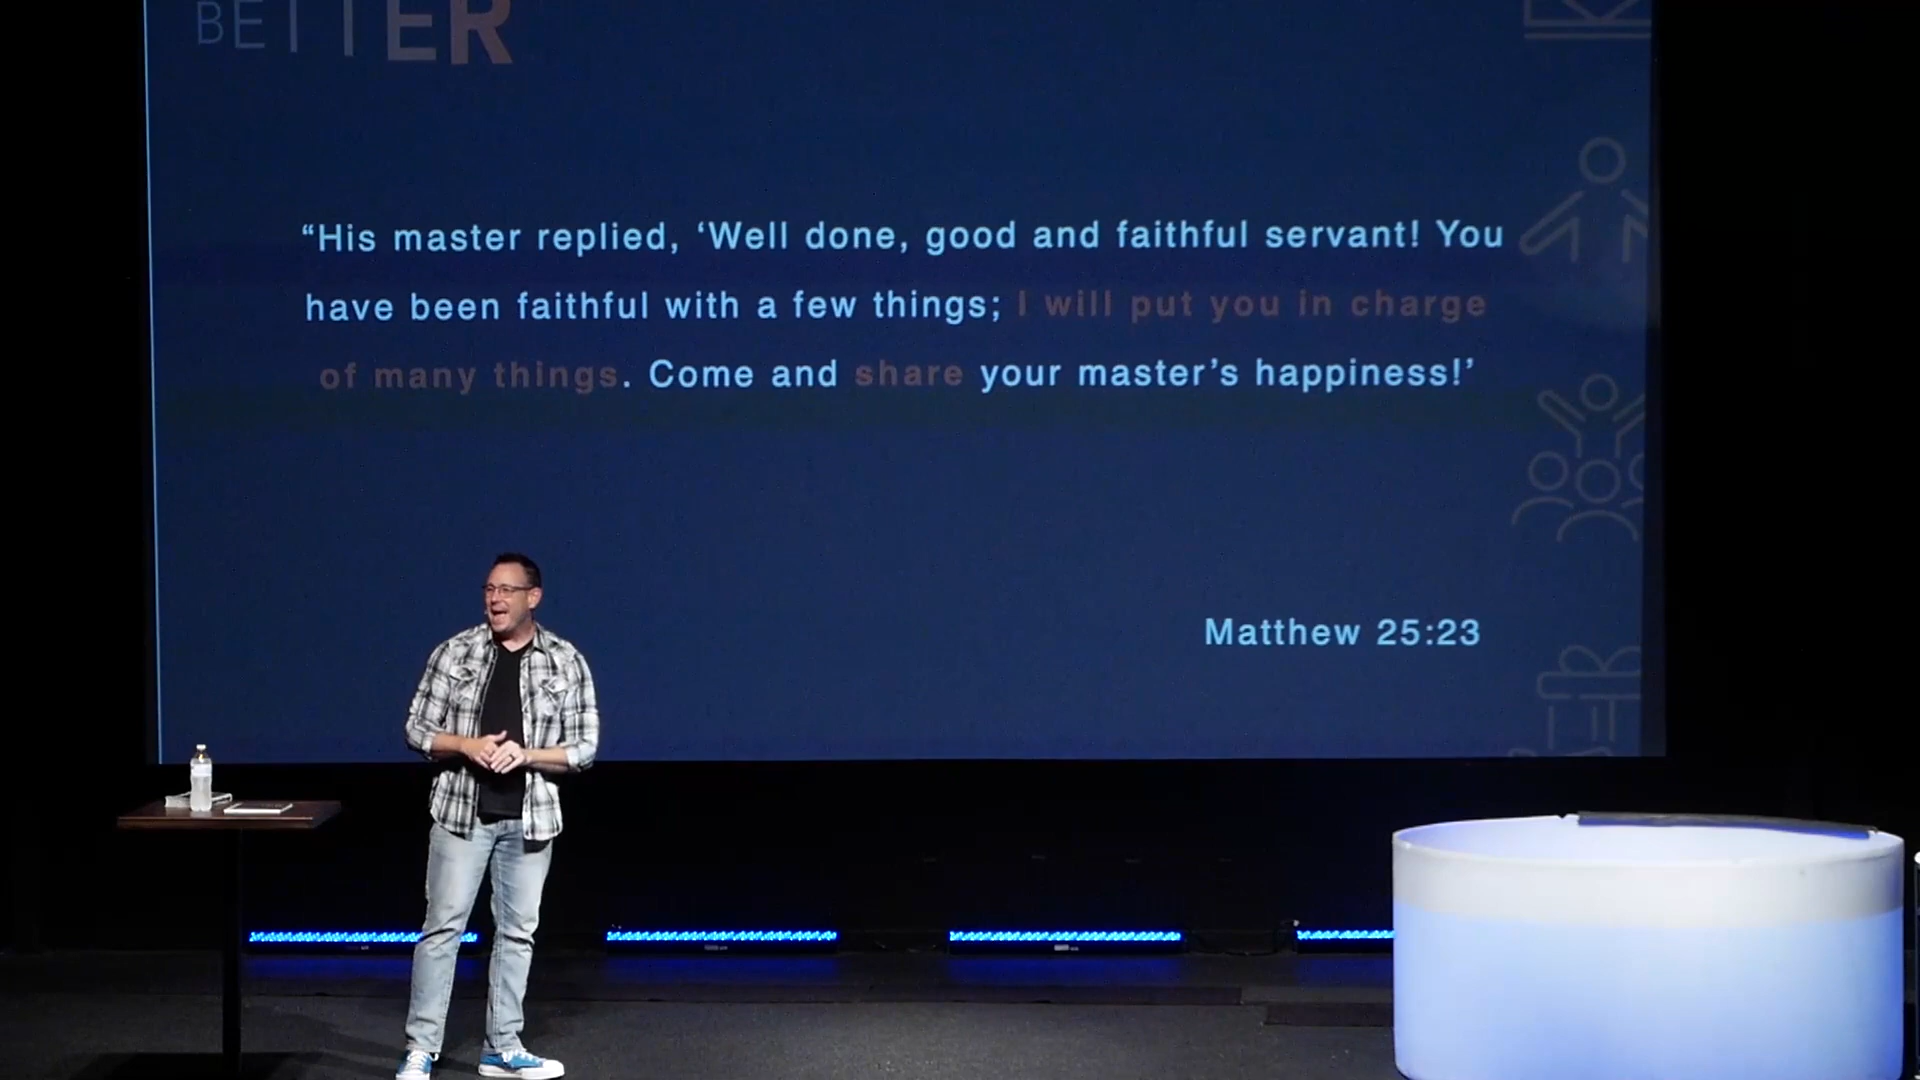 BETTER
“His master replied, ‘Well done, good and faithful servant! You
have been faithful with a few things; I will put you in charge
of many things. Come and share your master’s happiness!’
Matthew 25:23